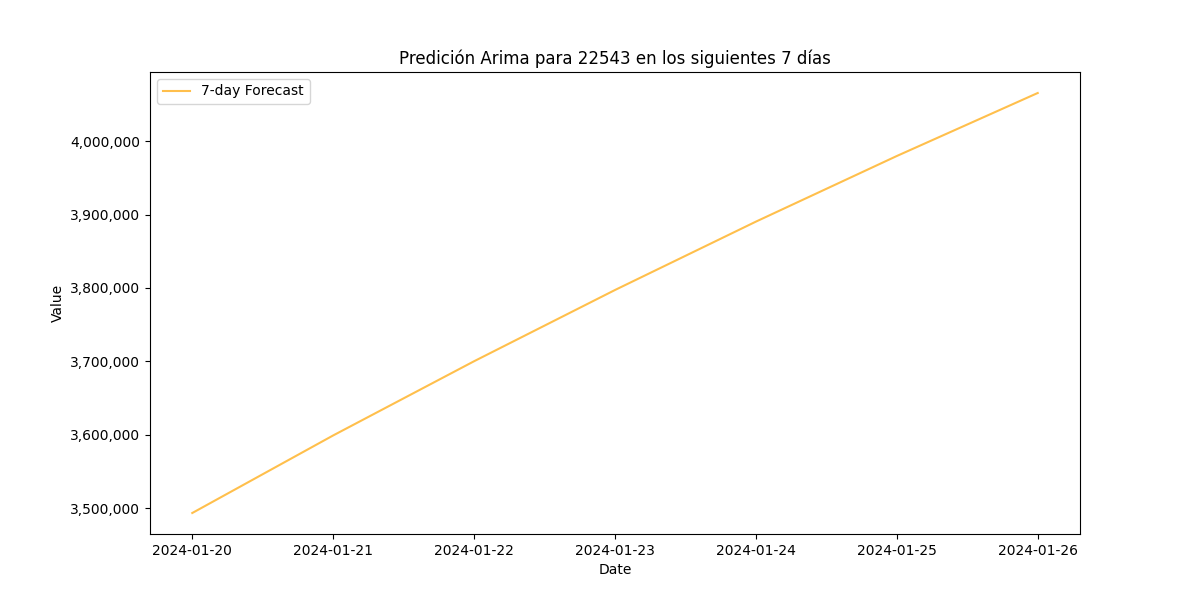 Predición Arima para 22543 en los siguientes 7 días
7-day Forecast
Value
4,000,000
3,900,000
3,800,000
3,700,000
3,600,000
3,500,000
2024-01-20 2024-01-21 2024-01-22 2024-01-23 2024-01-24 2024-01-25 2024-01-26
Date